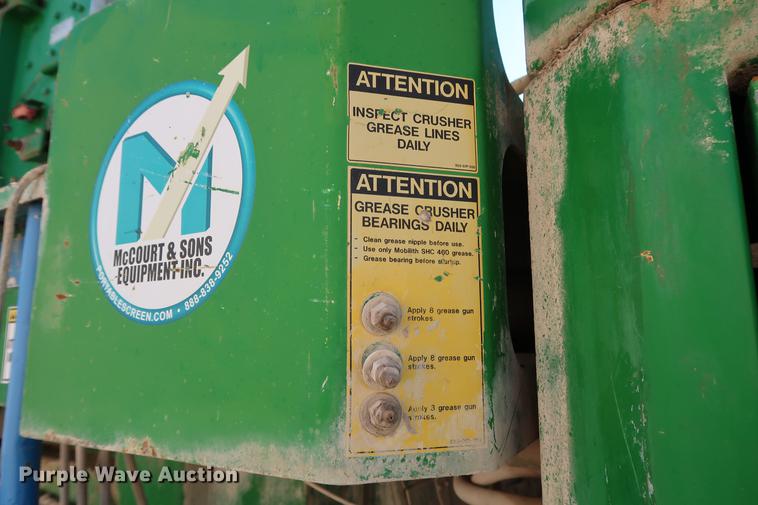 M
McCOURT & SONS
EQUIPMENT INC.
PORTABLESCREEN.COM • 888-838-9252
ATTENTION
INSPECT CRUSHER
GREASE LINES
DAILY
ATTENTION
GREASE CRUSHER
BEARINGS DAILY
- Clean grease nipple before use.
- Use only Mobilith SHC 460 grease.
- Grease bearing before startup.
Apply 8 grease gun
strokes.
Apply 8 grease gun
strokes.
Apply 3 grease gun
strokes.
Purple Wave Auction